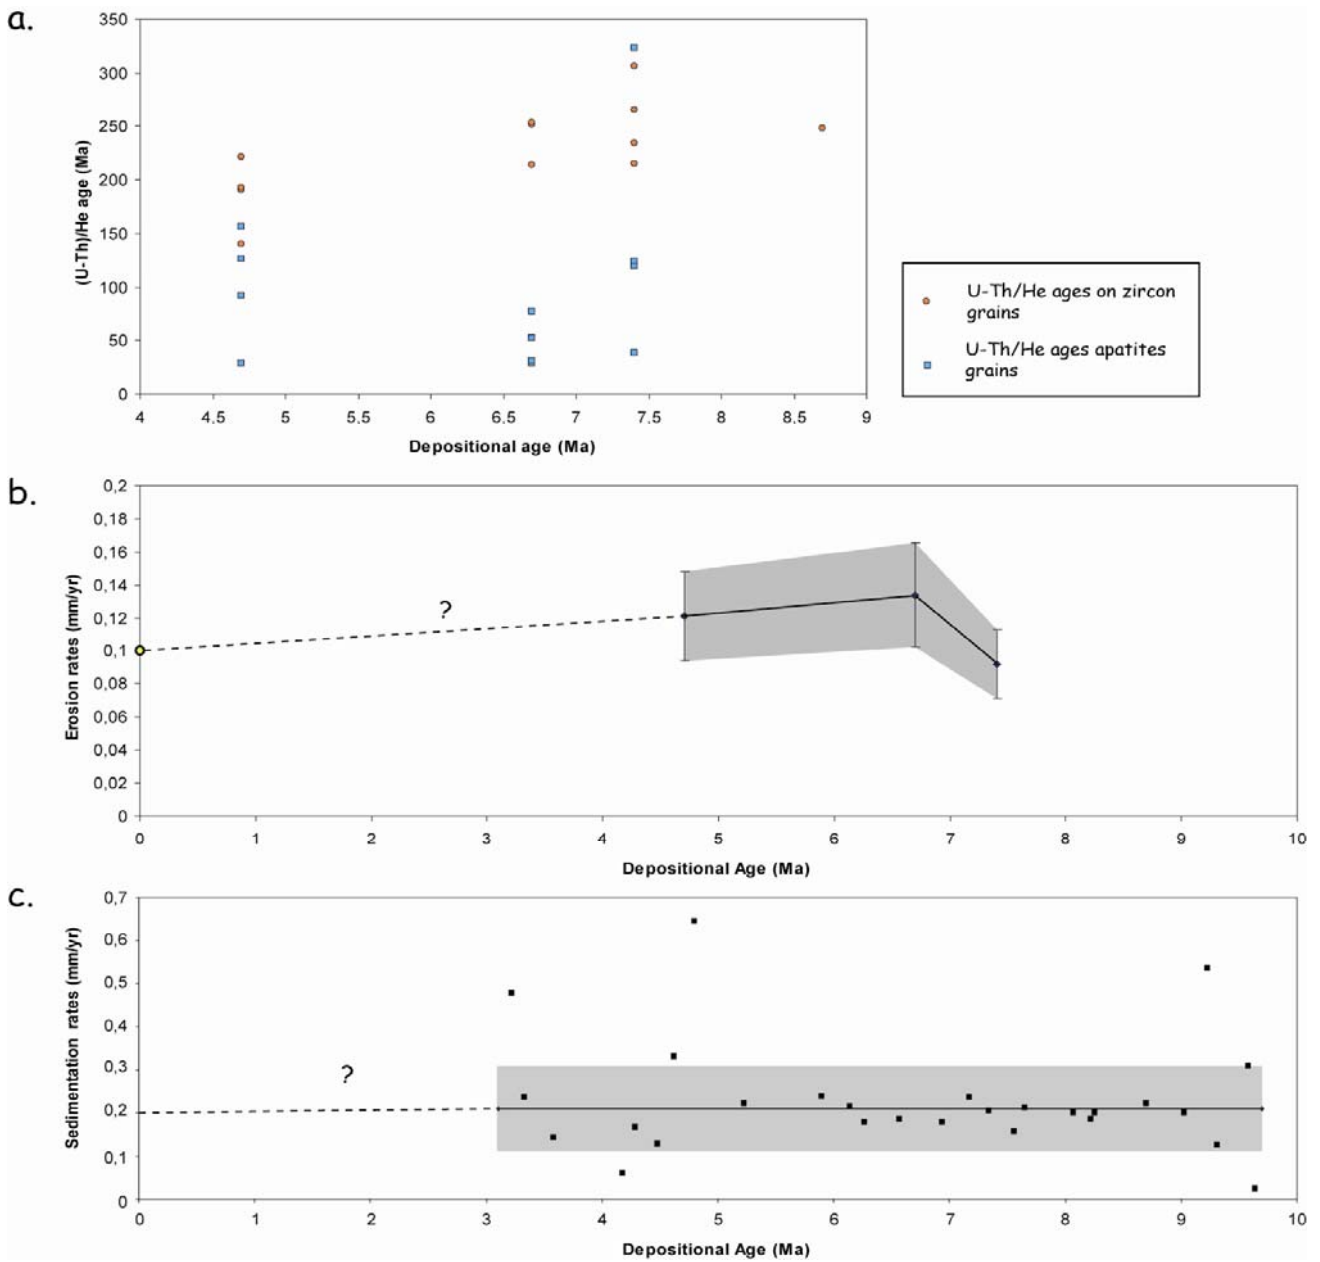 a.
350
300
250
200
150
100
50
0
(U-Th)/He age (Ma)
4 4.5 5 5.5 6 6.5 7 7.5 8 8.5 9
Depositional age (Ma)
U-Th/He ages on zircon
grains
U-Th/He ages apatites
grains
b.
0,2
0,18
0,16
0,14
0,12
0,1
0,08
0,06
0,04
0,02
0
Erosion rates (mm/yr)
?
0 1 2 3 4 5 6 7 8 9 10
Depositional Age (Ma)
c.
0,7
0,6
0,5
0,4
0,3
0,2
0,1
0
Sedimentation rates (mm/yr)
?
0 1 2 3 4 5 6 7 8 9 10
Depositional Age (Ma)